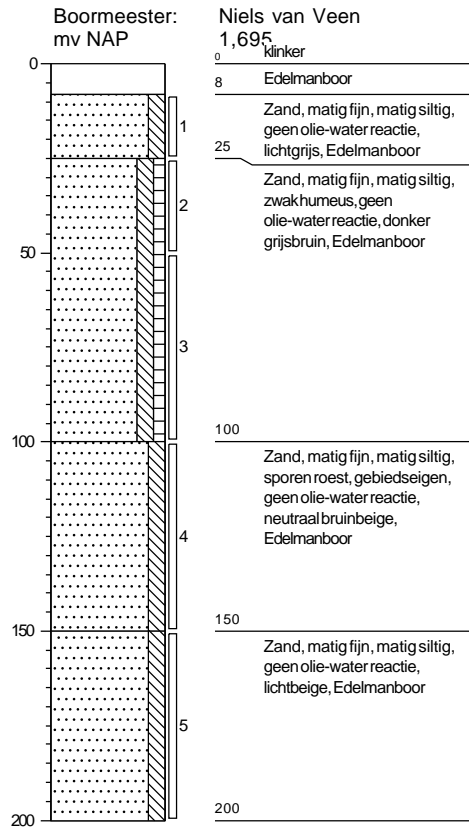 Boormeester: Niels van Veen
mv NAP 1,695
0
50
100
150
200
1
2
3
4
5
0 klinker
8 Edelmanboor
Zand, matig fijn, matig siltig,
geen olie-water reactie,
25 lichtgrijs, Edelmanboor
Zand, matig fijn, matig siltig,
zwak humeus, geen
olie-water reactie, donker
grijsbruin, Edelmanboor
100
Zand, matig fijn, matig siltig,
sporen roest, gebiedseigen,
geen olie-water reactie,
neutraal bruinbeige,
Edelmanboor
150
Zand, matig fijn, matig siltig,
geen olie-water reactie,
lichtbeige, Edelmanboor
200